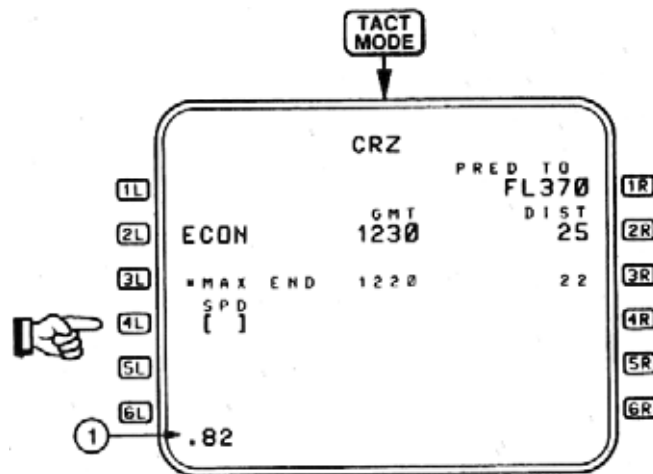 TACT
MODE
CRZ
PRED TO
1L FL370 1R
GMT DIST
2L ECON 1230 25 2R
3L *MAX END 1220 22 3R
SPD
4L [ ] 4R
5L 5R
6L 6R
1 .82